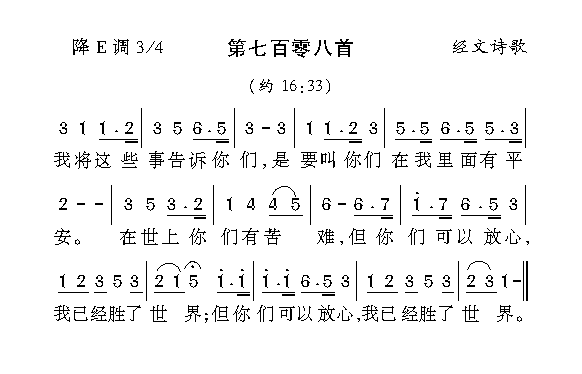 降E调3/4 第七百零八首 经文诗歌
(约 16:33)
3 1 1·2|3 5 6·5|3-3|1 1·2 3|5·5 6·5 5·3|
我将这些事告诉你们,是要叫你们在我里面有平
2--|3 5 3·2|1 4 4 5|6-6·7|i·7 6·5 3|
安。 在世上你们有苦 难,但你们可以放心,
1 2 3 5 3|2 1 5 i·i|i·i 6·5 3|1 2 3 5 3|2 3 1-‖
我已经胜了世 界;但你们可以放心,我已经胜了世 界。